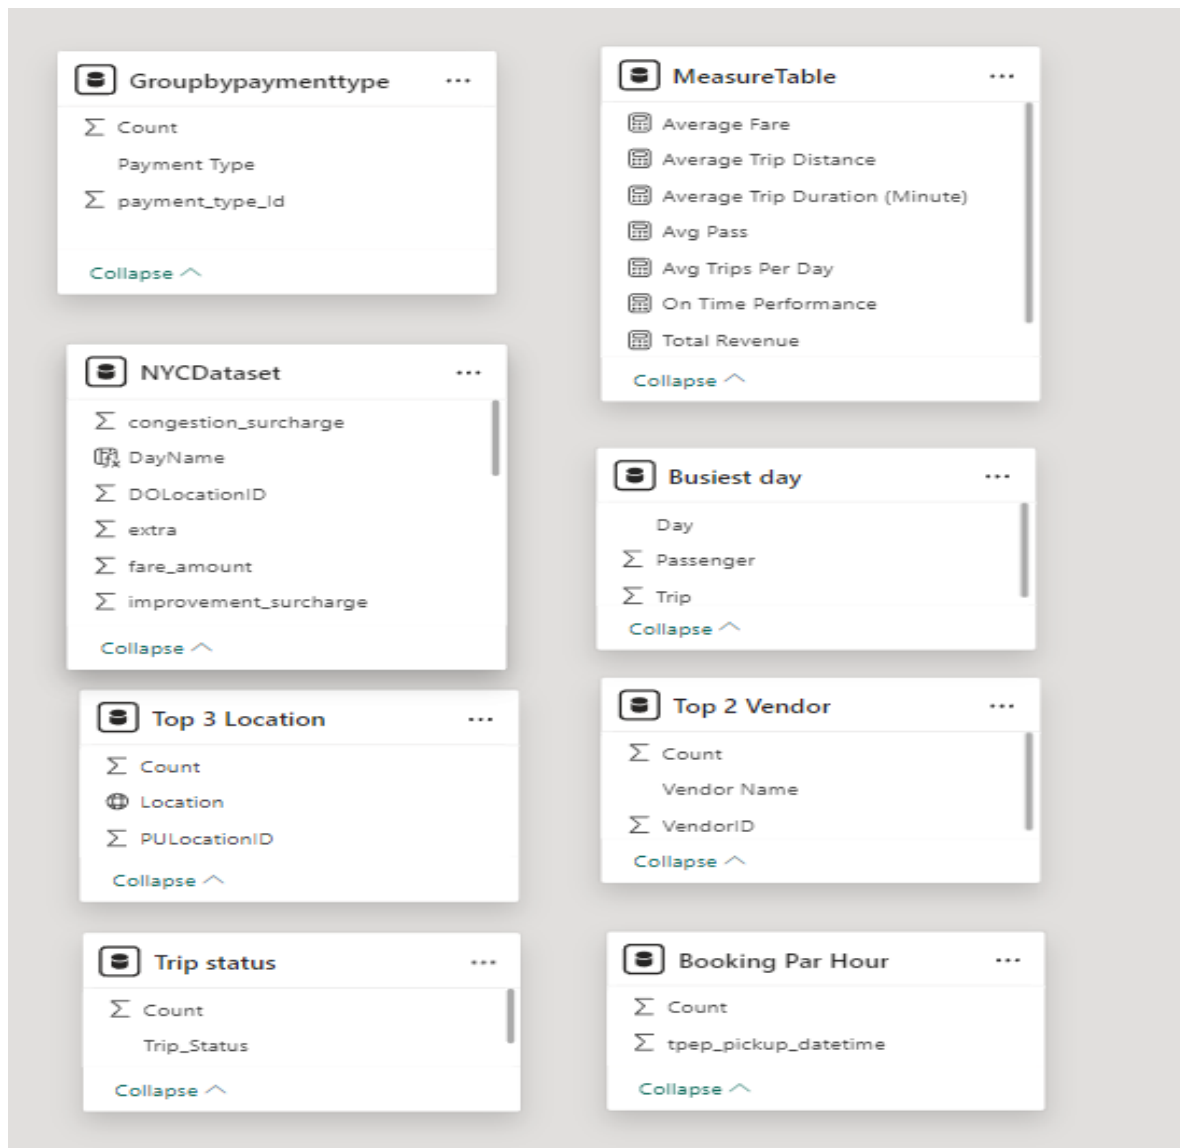 Groupbypaymenttype
Count
Payment Type
payment_type_Id
Collapse
MeasureTable
Average Fare
Average Trip Distance
Average Trip Duration (Minute)
Avg Pass
Avg Trips Per Day
On Time Performance
Total Revenue
Collapse
NYCDataset
congestion_surcharge
DayName
DOLocationID
extra
fare_amount
improvement_surcharge
Collapse
Busiest day
Day
Passenger
Trip
Collapse
Top 3 Location
Count
Location
PULocationID
Collapse
Top 2 Vendor
Count
Vendor Name
VendorID
Collapse
Trip status
Count
Trip_Status
Collapse
Booking Par Hour
Count
tpep_pickup_datetime
Collapse